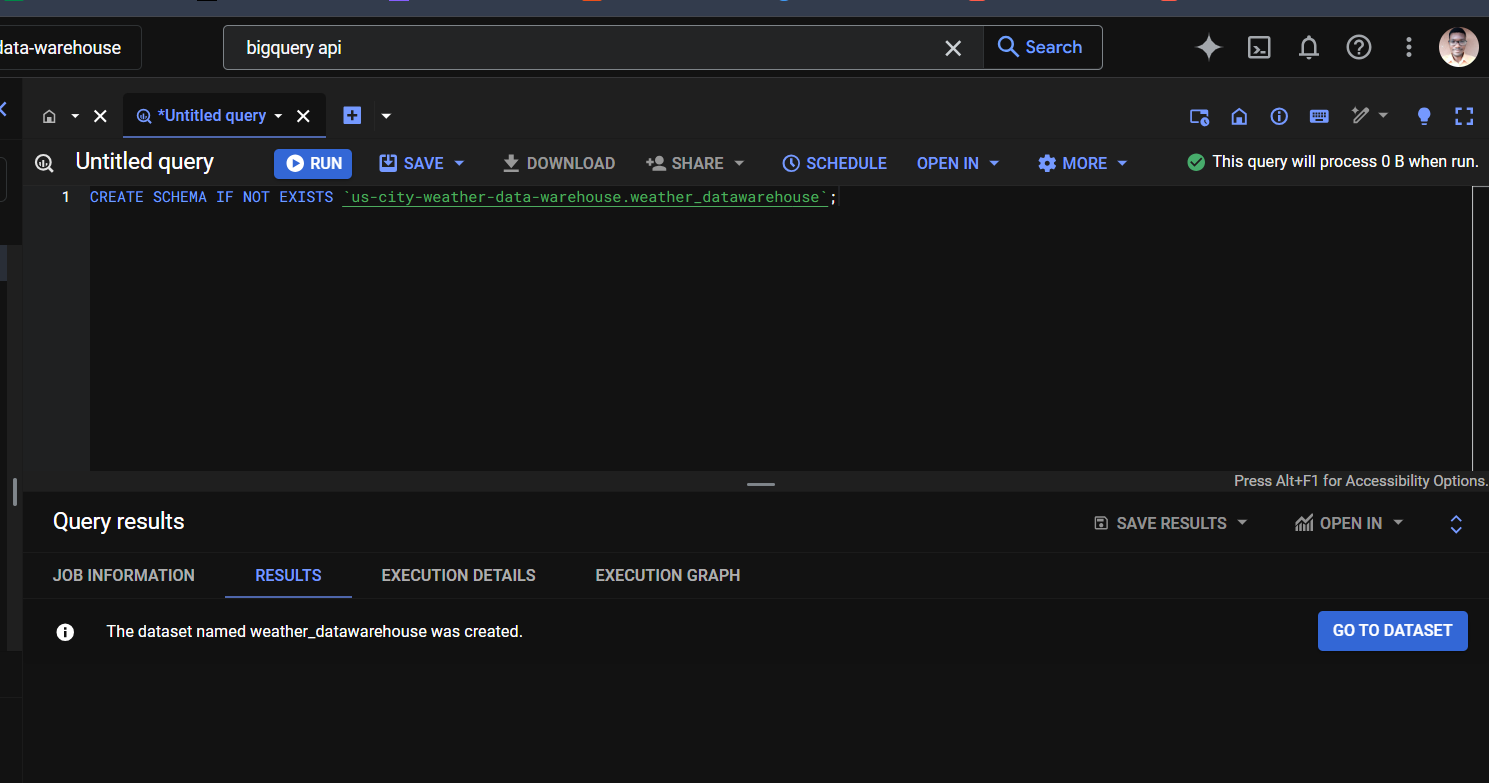 data-warehouse
bigquery api
Search
*Untitled query
Untitled query
RUN
SAVE
DOWNLOAD
SHARE
SCHEDULE
OPEN IN
MORE
This query will process 0 B when run.
1
CREATE SCHEMA IF NOT EXISTS `us-city-weather-data-warehouse.weather_datawarehouse`;
Press Alt+F1 for Accessibility Options.
Query results
SAVE RESULTS
OPEN IN
JOB INFORMATION
RESULTS
EXECUTION DETAILS
EXECUTION GRAPH
The dataset named weather_datawarehouse was created.
GO TO DATASET